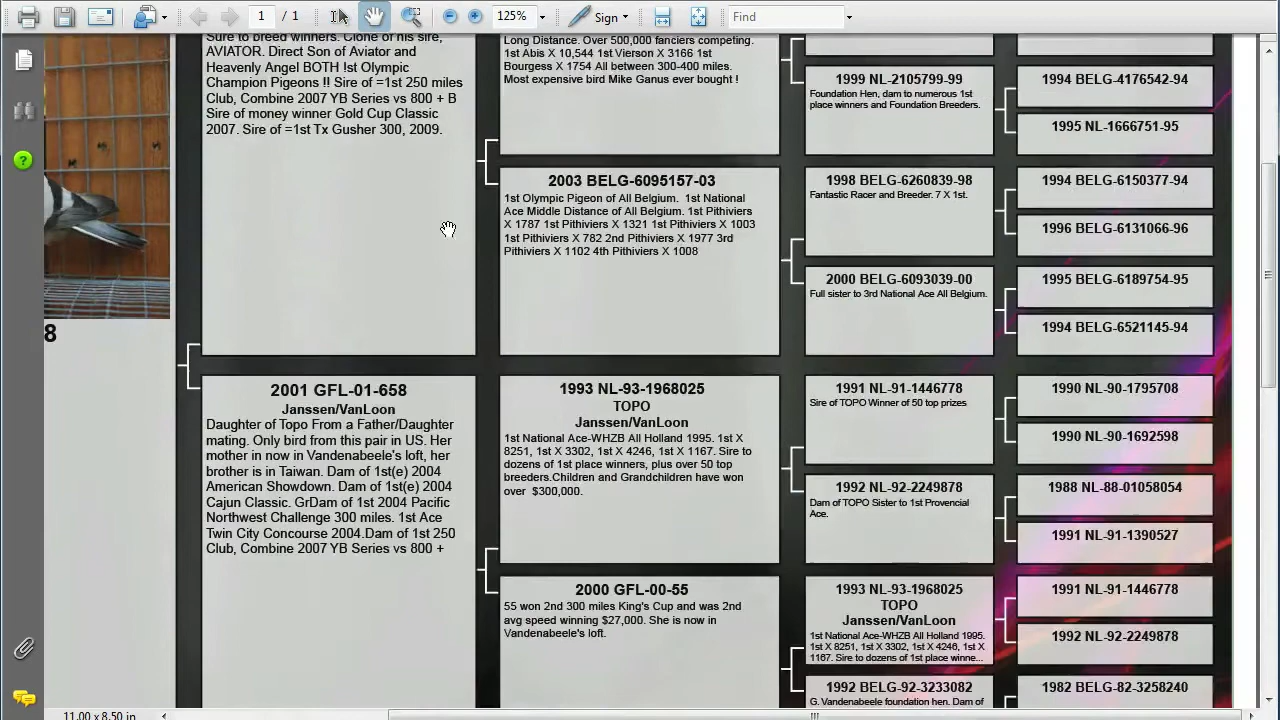 1 / 1
125%
Sign
Find
Sure to breed winners. Clone of his sire,
AVIATOR. Direct Son of Aviator and
Heavenly Angel BOTH !st Olympic
Champion Pigeons !! Sire of =1st 250 miles
Club, Combine 2007 YB Series vs 800 + B
Sire of money winner Gold Cup Classic
2007. Sire of =1st Tx Gusher 300, 2009.
8
2001 GFL-01-658
Janssen/VanLoon
Daughter of Topo From a Father/Daughter
mating. Only bird from this pair in US. Her
mother in now in Vandenabeele's loft, her
brother is in Taiwan. Dam of 1st(e) 2004
American Showdown. Dam of 1st(e) 2004
Cajun Classic. GrDam of 1st 2004 Pacific
Northwest Challenge 300 miles. 1st Ace
Twin City Concourse 2004.Dam of 1st 250
Club, Combine 2007 YB Series vs 800 +
Long Distance. Over 500,000 fanciers competing.
1st Abis X 10,544 1st Vierson X 3166 1st
Bourgess X 1754 All between 300-400 miles.
Most expensive bird Mike Ganus ever bought !
2003 BELG-6095157-03
1st Olympic Pigeon of All Belgium. 1st National
Ace Middle Distance of All Belgium. 1st Pithiviers
X 1787 1st Pithiviers X 1321 1st Pithiviers X 1003
1st Pithiviers X 782 2nd Pithiviers X 1977 3rd
Pithiviers X 1102 4th Pithiviers X 1008
1993 NL-93-1968025
TOPO
Janssen/VanLoon
1st National Ace-WHZB All Holland 1995. 1st X
8251, 1st X 3302, 1st X 4246, 1st X 1167. Sire to
dozens of 1st place winners, plus over 50 top
breeders.Children and Grandchildren have won
over $300,000.
2000 GFL-00-55
55 won 2nd 300 miles King's Cup and was 2nd
avg speed winning $27,000. She is now in
Vandenabeele's loft.
1999 NL-2105799-99
Foundation Hen, dam to numerous 1st
place winners and Foundation Breeders.
1998 BELG-6260839-98
Fantastic Racer and Breeder. 7 X 1st.
2000 BELG-6093039-00
Full sister to 3rd National Ace All Belgium.
1991 NL-91-1446778
Sire of TOPO Winner of 50 top prizes
1992 NL-92-2249878
Dam of TOPO Sister to 1st Provencial
Ace.
1993 NL-93-1968025
TOPO
Janssen/VanLoon
1st National Ace-WHZB All Holland 1995.
1st X 8251, 1st X 3302, 1st X 4246, 1st X
1167. Sire to dozens of 1st place winne...
1992 BELG-92-3233082
G. Vandenabeele foundation hen. Dam of
1994 BELG-4176542-94
1995 NL-1666751-95
1994 BELG-6150377-94
1996 BELG-6131066-96
1995 BELG-6189754-95
1994 BELG-6521145-94
1990 NL-90-1795708
1990 NL-90-1692598
1988 NL-88-01058054
1991 NL-91-1390527
1991 NL-91-1446778
1992 NL-92-2249878
1982 BELG-82-3258240
11.00 x 8.50 in